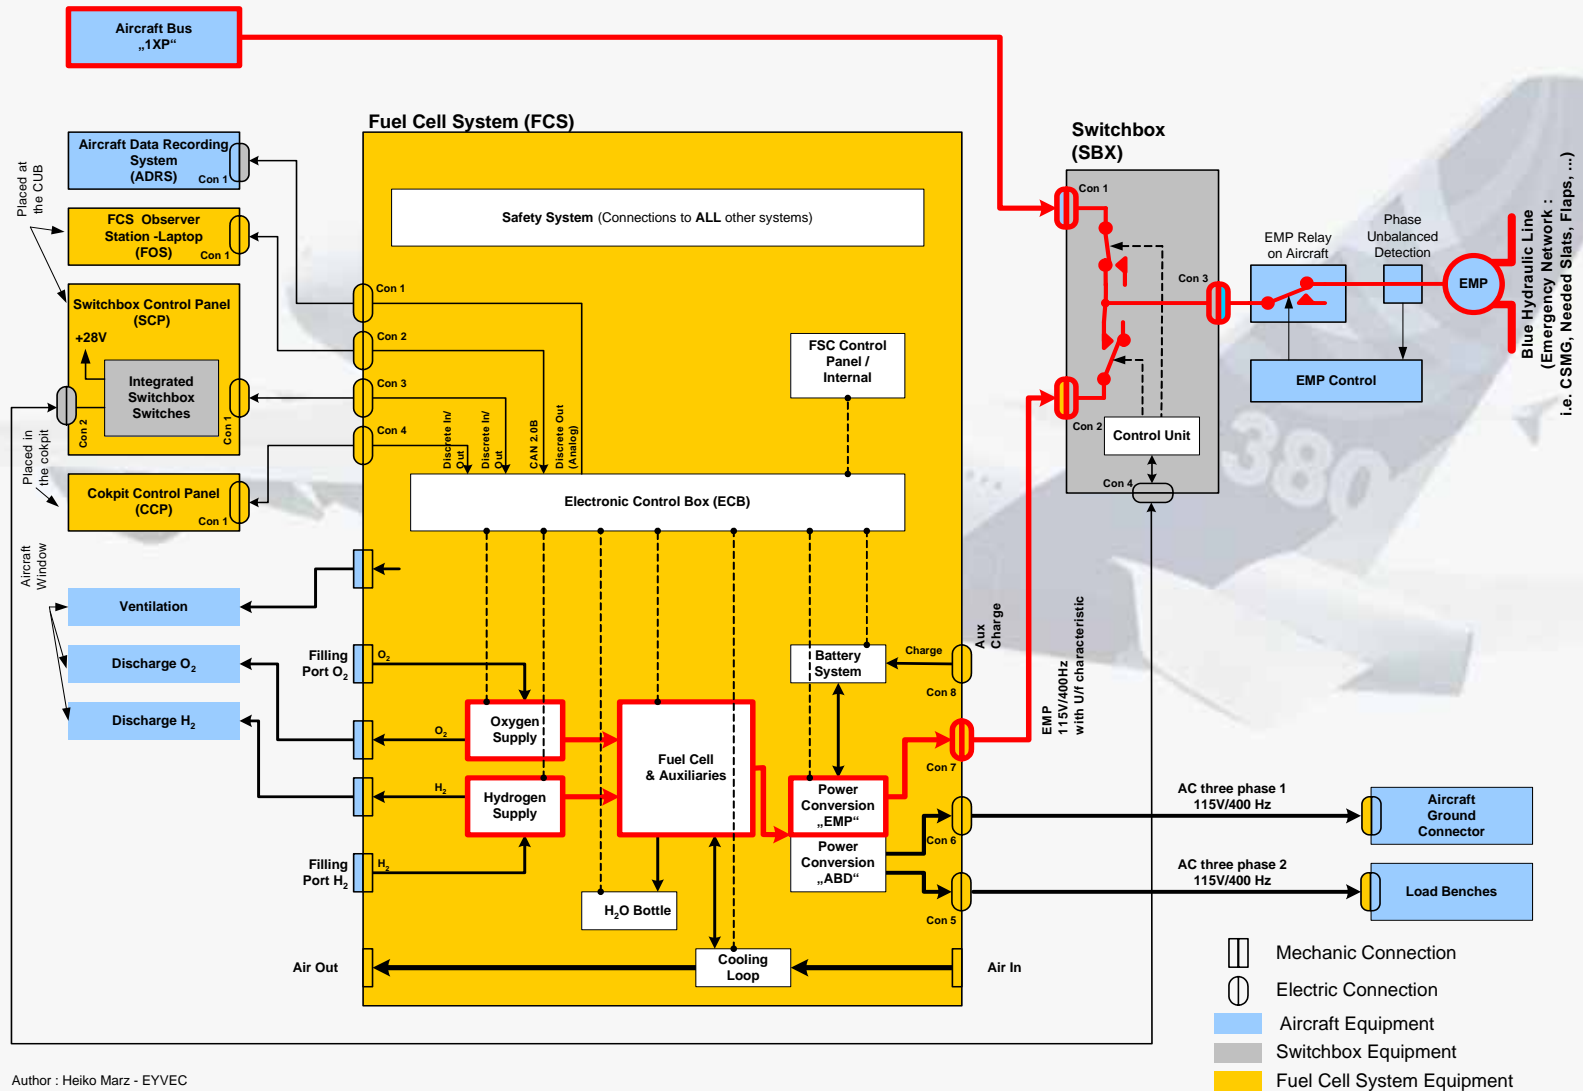 Aircraft Bus
„1XP“
Fuel Cell System (FCS)
Switchbox
(SBX)
Aircraft Data Recording
System
(ADRS)
Con 1
Placed at
the CUB
FCS Observer
Station -Laptop
(FOS)
Con 1
Switchbox Control Panel
(SCP)
+28V
Integrated
Switchbox
Switches
Con 2
Con 1
Placed in
the cokpit
Cokpit Control Panel
(CCP)
Con 1
Aircraft
Window
Ventilation
Discharge O2
Discharge H2
Safety System (Connections to ALL other systems)
Con 1
Con 2
Con 3
Con 4
Discrete In/
Out
Discrete In/
Out
CAN 2.0B
Discrete Out
(Analog)
FSC Control
Panel /
Internal
Electronic Control Box (ECB)
Filling
Port O2
O2
O2
H2
Filling
Port H2
H2
Oxygen
Supply
Hydrogen
Supply
Fuel Cell
& Auxiliaries
Battery
System
Charge
Con 8
Aux
Charge
Con 7
Power
Conversion
„EMP“
Con 6
Power
Conversion
„ABD“
Con 5
H2O Bottle
Cooling
Loop
Air Out
Air In
EMP
115V/400Hz
with U/f characteristic
Con 1
Con 2
Con 3
Control Unit
Con 4
EMP Relay
on Aircraft
Phase
Unbalanced
Detection
EMP
EMP Control
Blue Hydraulic Line
(Emergency Network :
i.e. CSMG, Needed Slats, Flaps, ...)
380
AC three phase 1
115V/400 Hz
Aircraft
Ground
Connector
AC three phase 2
115V/400 Hz
Load Benches
Mechanic Connection
Electric Connection
Aircraft Equipment
Switchbox Equipment
Fuel Cell System Equipment
Author : Heiko Marz - EYVEC